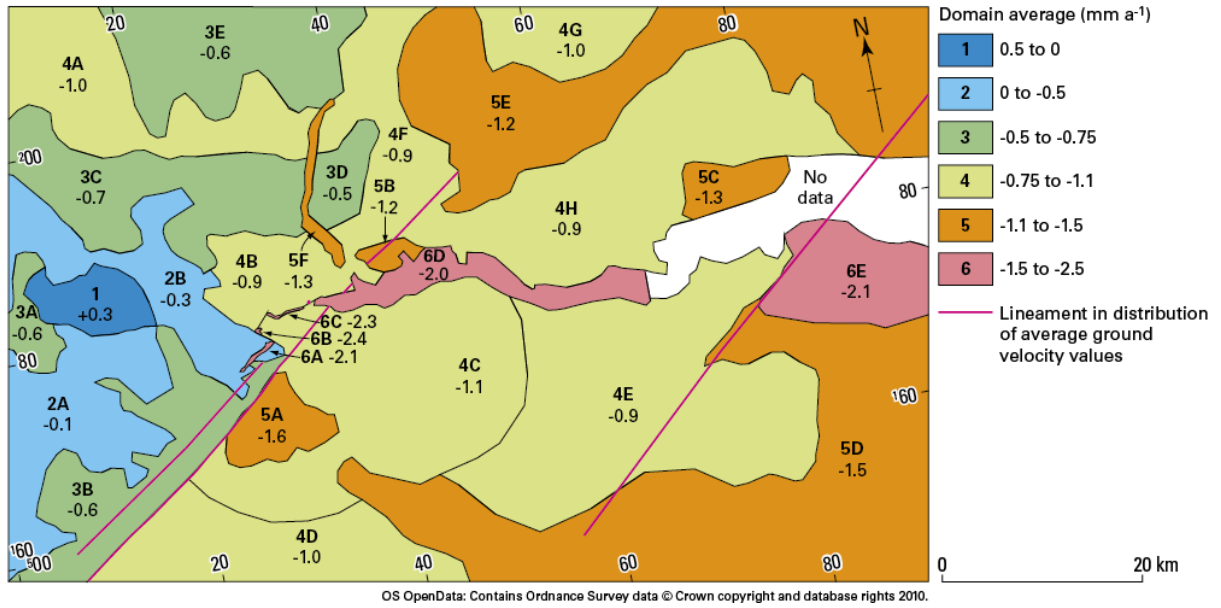 20
40
60
80
3E
-0.6
4G
-1.0
4A
-1.0
N
5E
-1.2
4F
-0.9
200
3C
-0.7
3D
-0.5
5B
-1.2
5C
-1.3
No
data
80
4H
-0.9
2B
-0.3
4B
-0.9
5F
-1.3
6D
-2.0
6E
-2.1
1
+0.3
3A
-0.6
6C -2.3
6B -2.4
6A -2.1
80
4C
-1.1
4E
-0.9
160
2A
-0.1
5A
-1.6
5D
-1.5
3B
-0.6
4D
-1.0
160
500
20
40
60
80
Domain average (mm a-1)
1 0.5 to 0
2 0 to -0.5
3 -0.5 to -0.75
4 -0.75 to -1.1
5 -1.1 to -1.5
6 -1.5 to -2.5
Lineament in distribution
of average ground
velocity values
0 20 km
OS OpenData: Contains Ordnance Survey data © Crown copyright and database rights 2010.